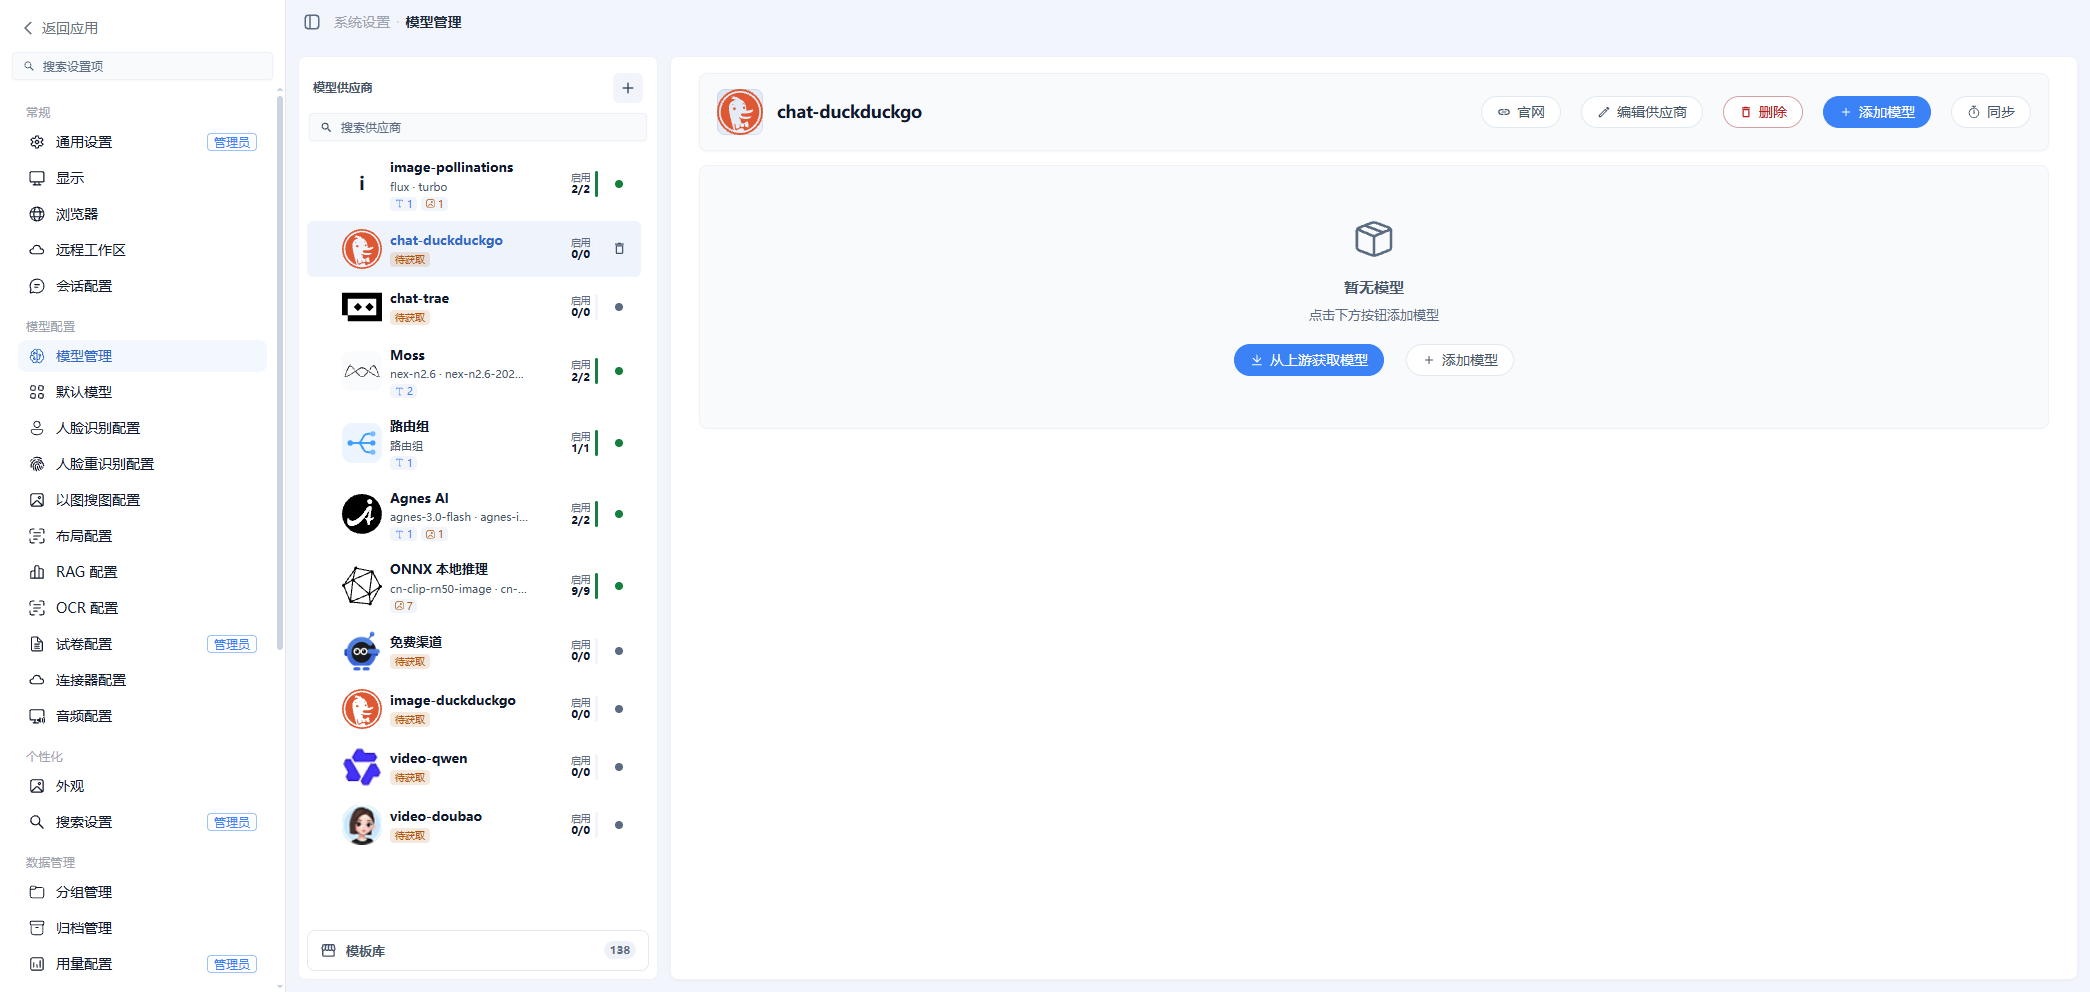 返回应用
搜索设置项
常规
通用设置 管理员
显示
浏览器
远程工作区
会话配置
模型配置
模型管理
默认模型
人脸识别配置
人脸重识别配置
以图搜图配置
布局配置
RAG 配置
OCR 配置
试卷配置 管理员
连接器配置
音频配置
个性化
外观
搜索设置 管理员
数据管理
分组管理
归档管理
用量配置 管理员
系统设置 · 模型管理
模型供应商
搜索供应商
i
image-pollinations
flux · turbo
1 1
启用
2/2
chat-duckduckgo
待获取
启用
0/0
chat-trae
待获取
启用
0/0
Moss
nex-n2.6 · nex-n2.6-202...
2
启用
2/2
路由组
路由组
1
启用
1/1
Agnes AI
agnes-3.0-flash · agnes-i...
1 1
启用
2/2
ONNX 本地推理
cn-clip-rn50-image · cn-...
7
启用
9/9
免费渠道
待获取
启用
0/0
image-duckduckgo
待获取
启用
0/0
video-qwen
待获取
启用
0/0
video-doubao
待获取
启用
0/0
模板库 138
chat-duckduckgo
官网 编辑供应商 删除 添加模型 同步
暂无模型
点击下方按钮添加模型
从上游获取模型 添加模型